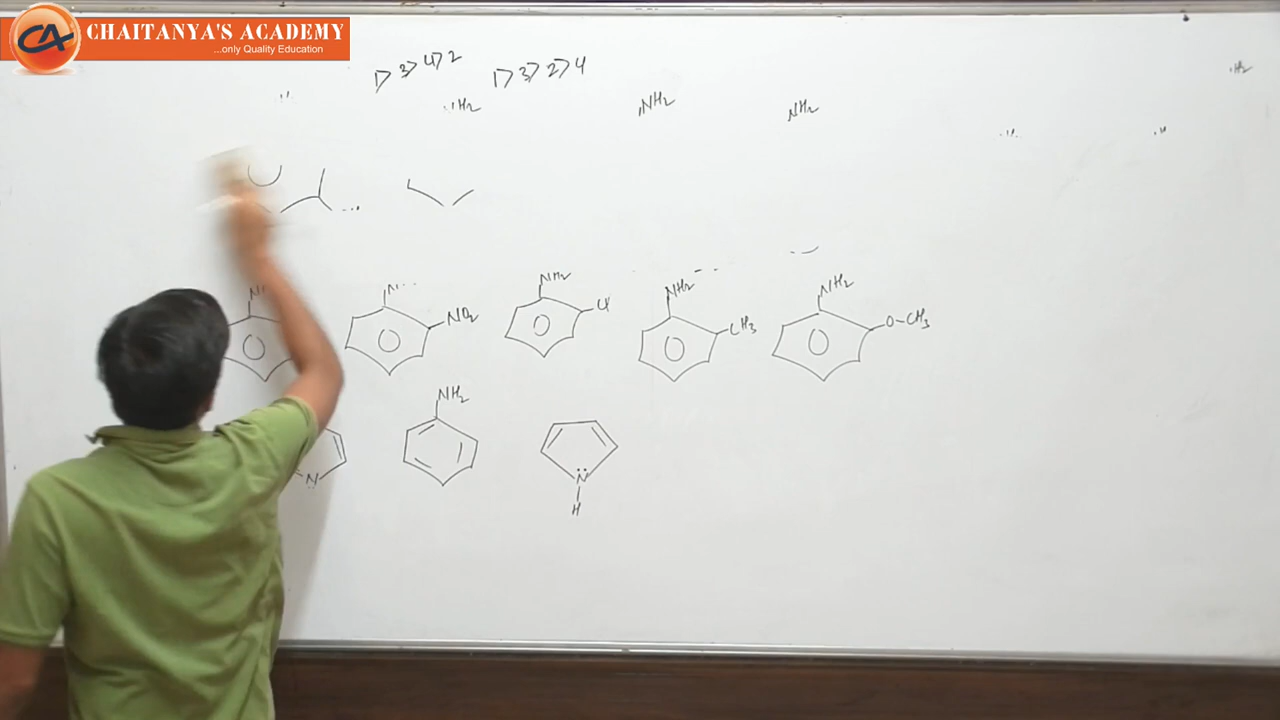 CHAITANYA'S ACADEMY
...only Quality Education
CA
1>3>4>2 1>3>2>4
NH2 NH2
NH2 NH2 NH2
NO2 Cl CH3 O-CH3
NH2
N N
H